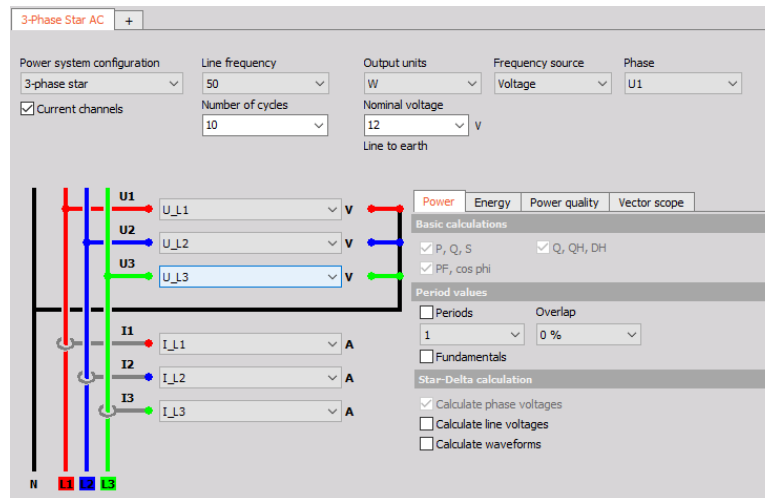 3-Phase Star AC +
Power system configuration Line frequency Output units Frequency source Phase
3-phase star 50 W Voltage U1
Current channels Number of cycles Nominal voltage
10 12 V
Line to earth
U1 U_L1 V
U2 U_L2 V
U3 U_L3 V
I1 I_L1 A
I2 I_L2 A
I3 I_L3 A
N L1 L2 L3
Power Energy Power quality Vector scope
Basic calculations
P, Q, S Q, QH, DH
PF, cos phi
Period values
Periods Overlap
1 0 %
Fundamentals
Star-Delta calculation
Calculate phase voltages
Calculate line voltages
Calculate waveforms